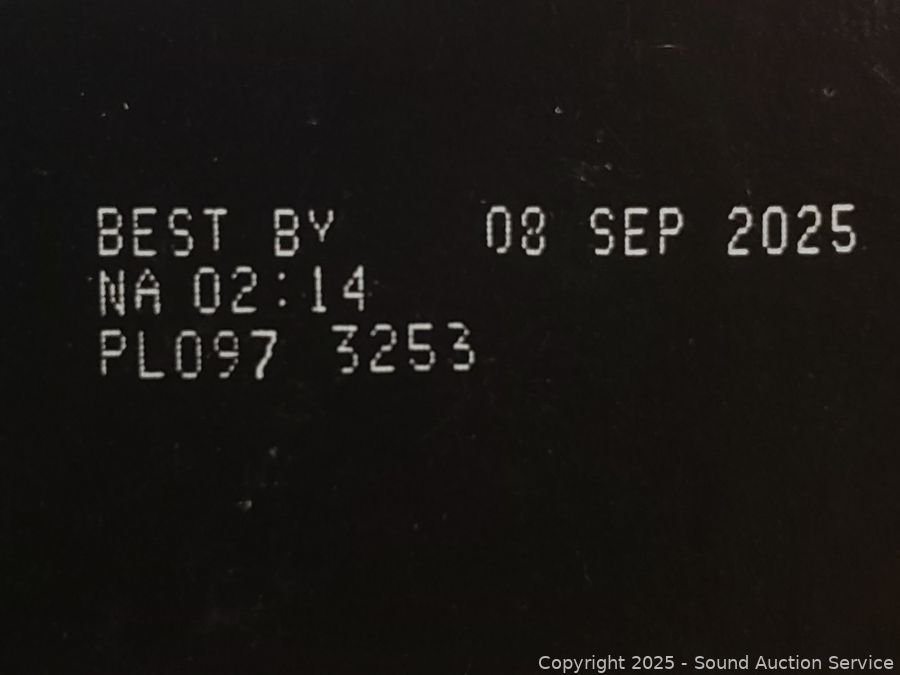 BEST BY 08 SEP 2025
NA 02:14
PL097 3253
Copyright 2025 - Sound Auction Service